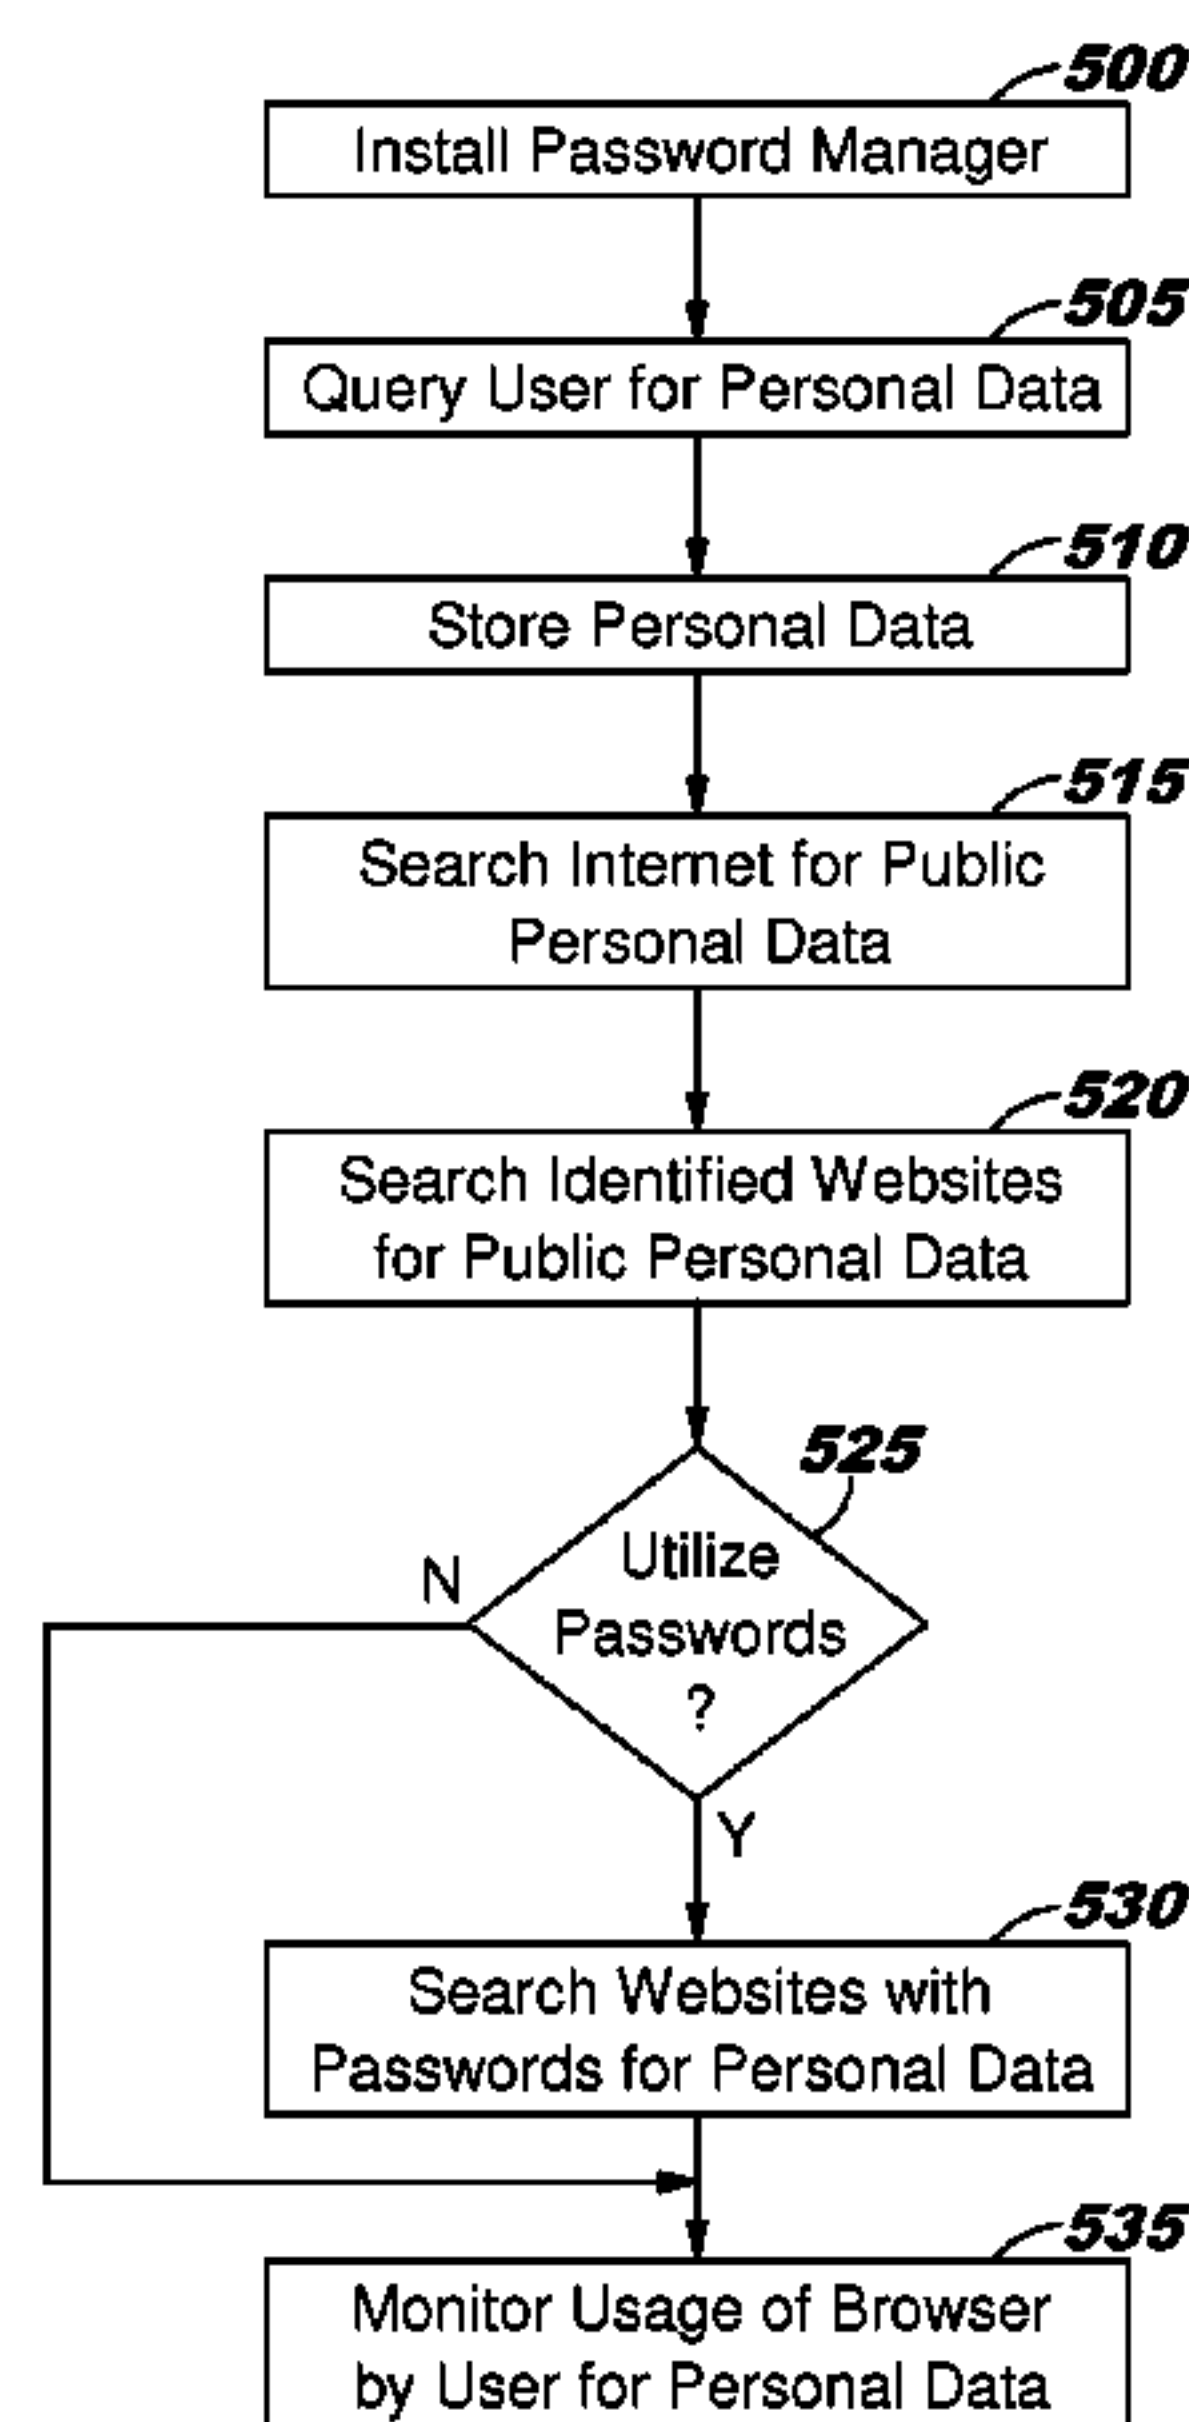 500
Install Password Manager
505
Query User for Personal Data
510
Store Personal Data
515
Search Internet for Public
Personal Data
520
Search Identified Websites
for Public Personal Data
525
Utilize
Passwords
?
N
Y
530
Search Websites with
Passwords for Personal Data
535
Monitor Usage of Browser
by User for Personal Data